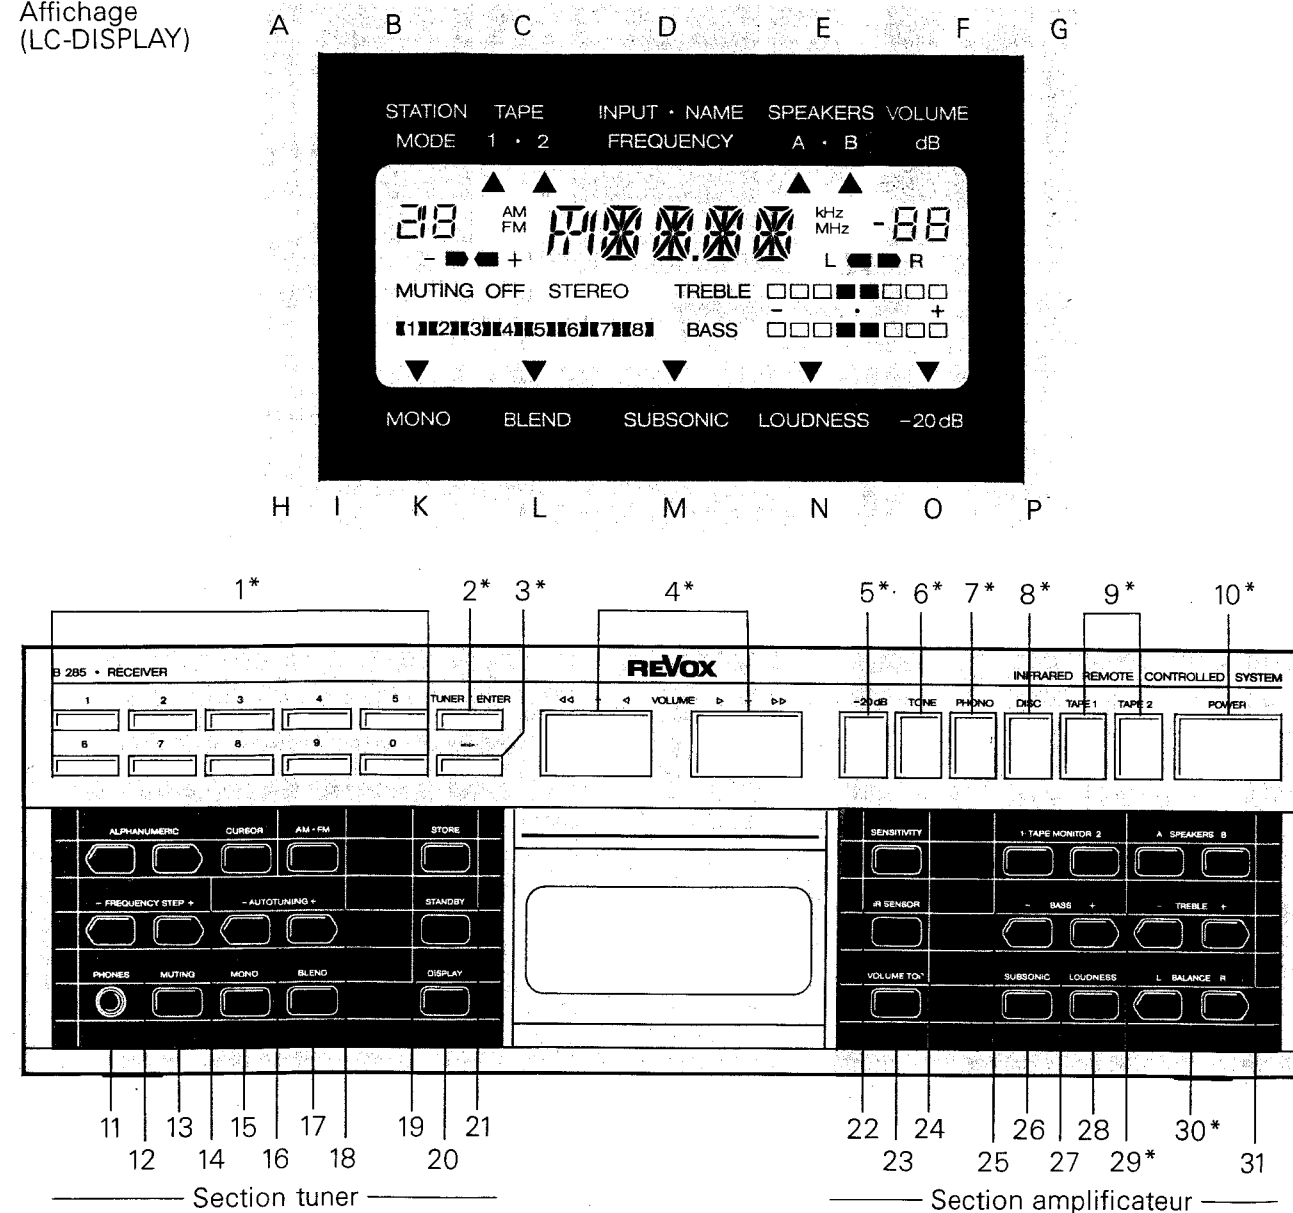 Affichage
(LC-DISPLAY)
A B C D E F G
STATION TAPE INPUT · NAME SPEAKERS VOLUME
MODE 1 · 2 FREQUENCY A · B dB
AM kHz
FM MHz -88
- + L R
MUTING OFF STEREO TREBLE
- · +
[1][2][3][4][5][6][7][8] BASS
MONO BLEND SUBSONIC LOUDNESS -20 dB
H I K L M N O P
1* 2* 3* 4* 5* 6* 7* 8* 9* 10*
B 285 · RECEIVER REVOX INFRARED REMOTE CONTROLLED SYSTEM
1 2 3 4 5 TUNER / ENTER VOLUME -20 dB TONE PHONO DISC TAPE 1 TAPE 2 POWER
6 7 8 9 0
ALPHANUMERIC CURSOR AM - FM STORE SENSITIVITY 1 TAPE MONITOR 2 A SPEAKERS B
- FREQUENCY STEP + - AUTOTUNING + STANDBY IR SENSOR - BASS + - TREBLE +
PHONES MUTING MONO BLEND DISPLAY VOLUME SUBSONIC LOUDNESS L BALANCE R
11 13 15 17 19 21 22 24 26 28 30*
12 14 16 18 20 23 25 27 29* 31
Section tuner Section amplificateur